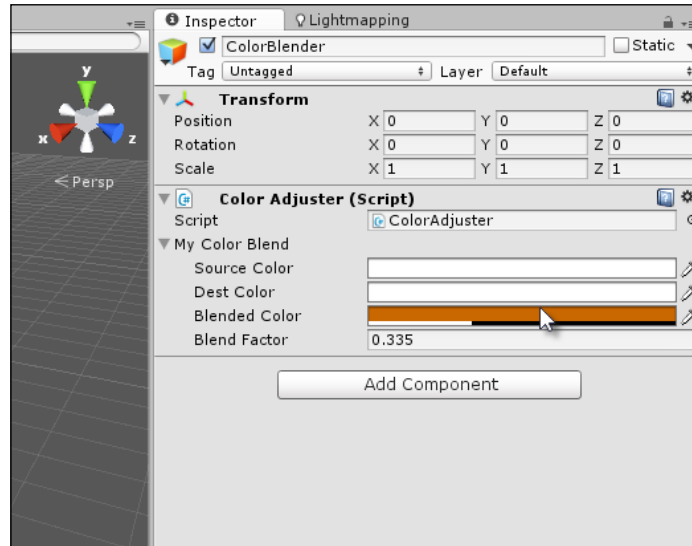 Inspector Lightmapping
ColorBlender Static
Tag Untagged Layer Default
y
x z
Persp
Transform
Position X 0 Y 0 Z 0
Rotation X 0 Y 0 Z 0
Scale X 1 Y 1 Z 1
Color Adjuster (Script)
Script ColorAdjuster
My Color Blend
Source Color
Dest Color
Blended Color
Blend Factor 0.335
Add Component